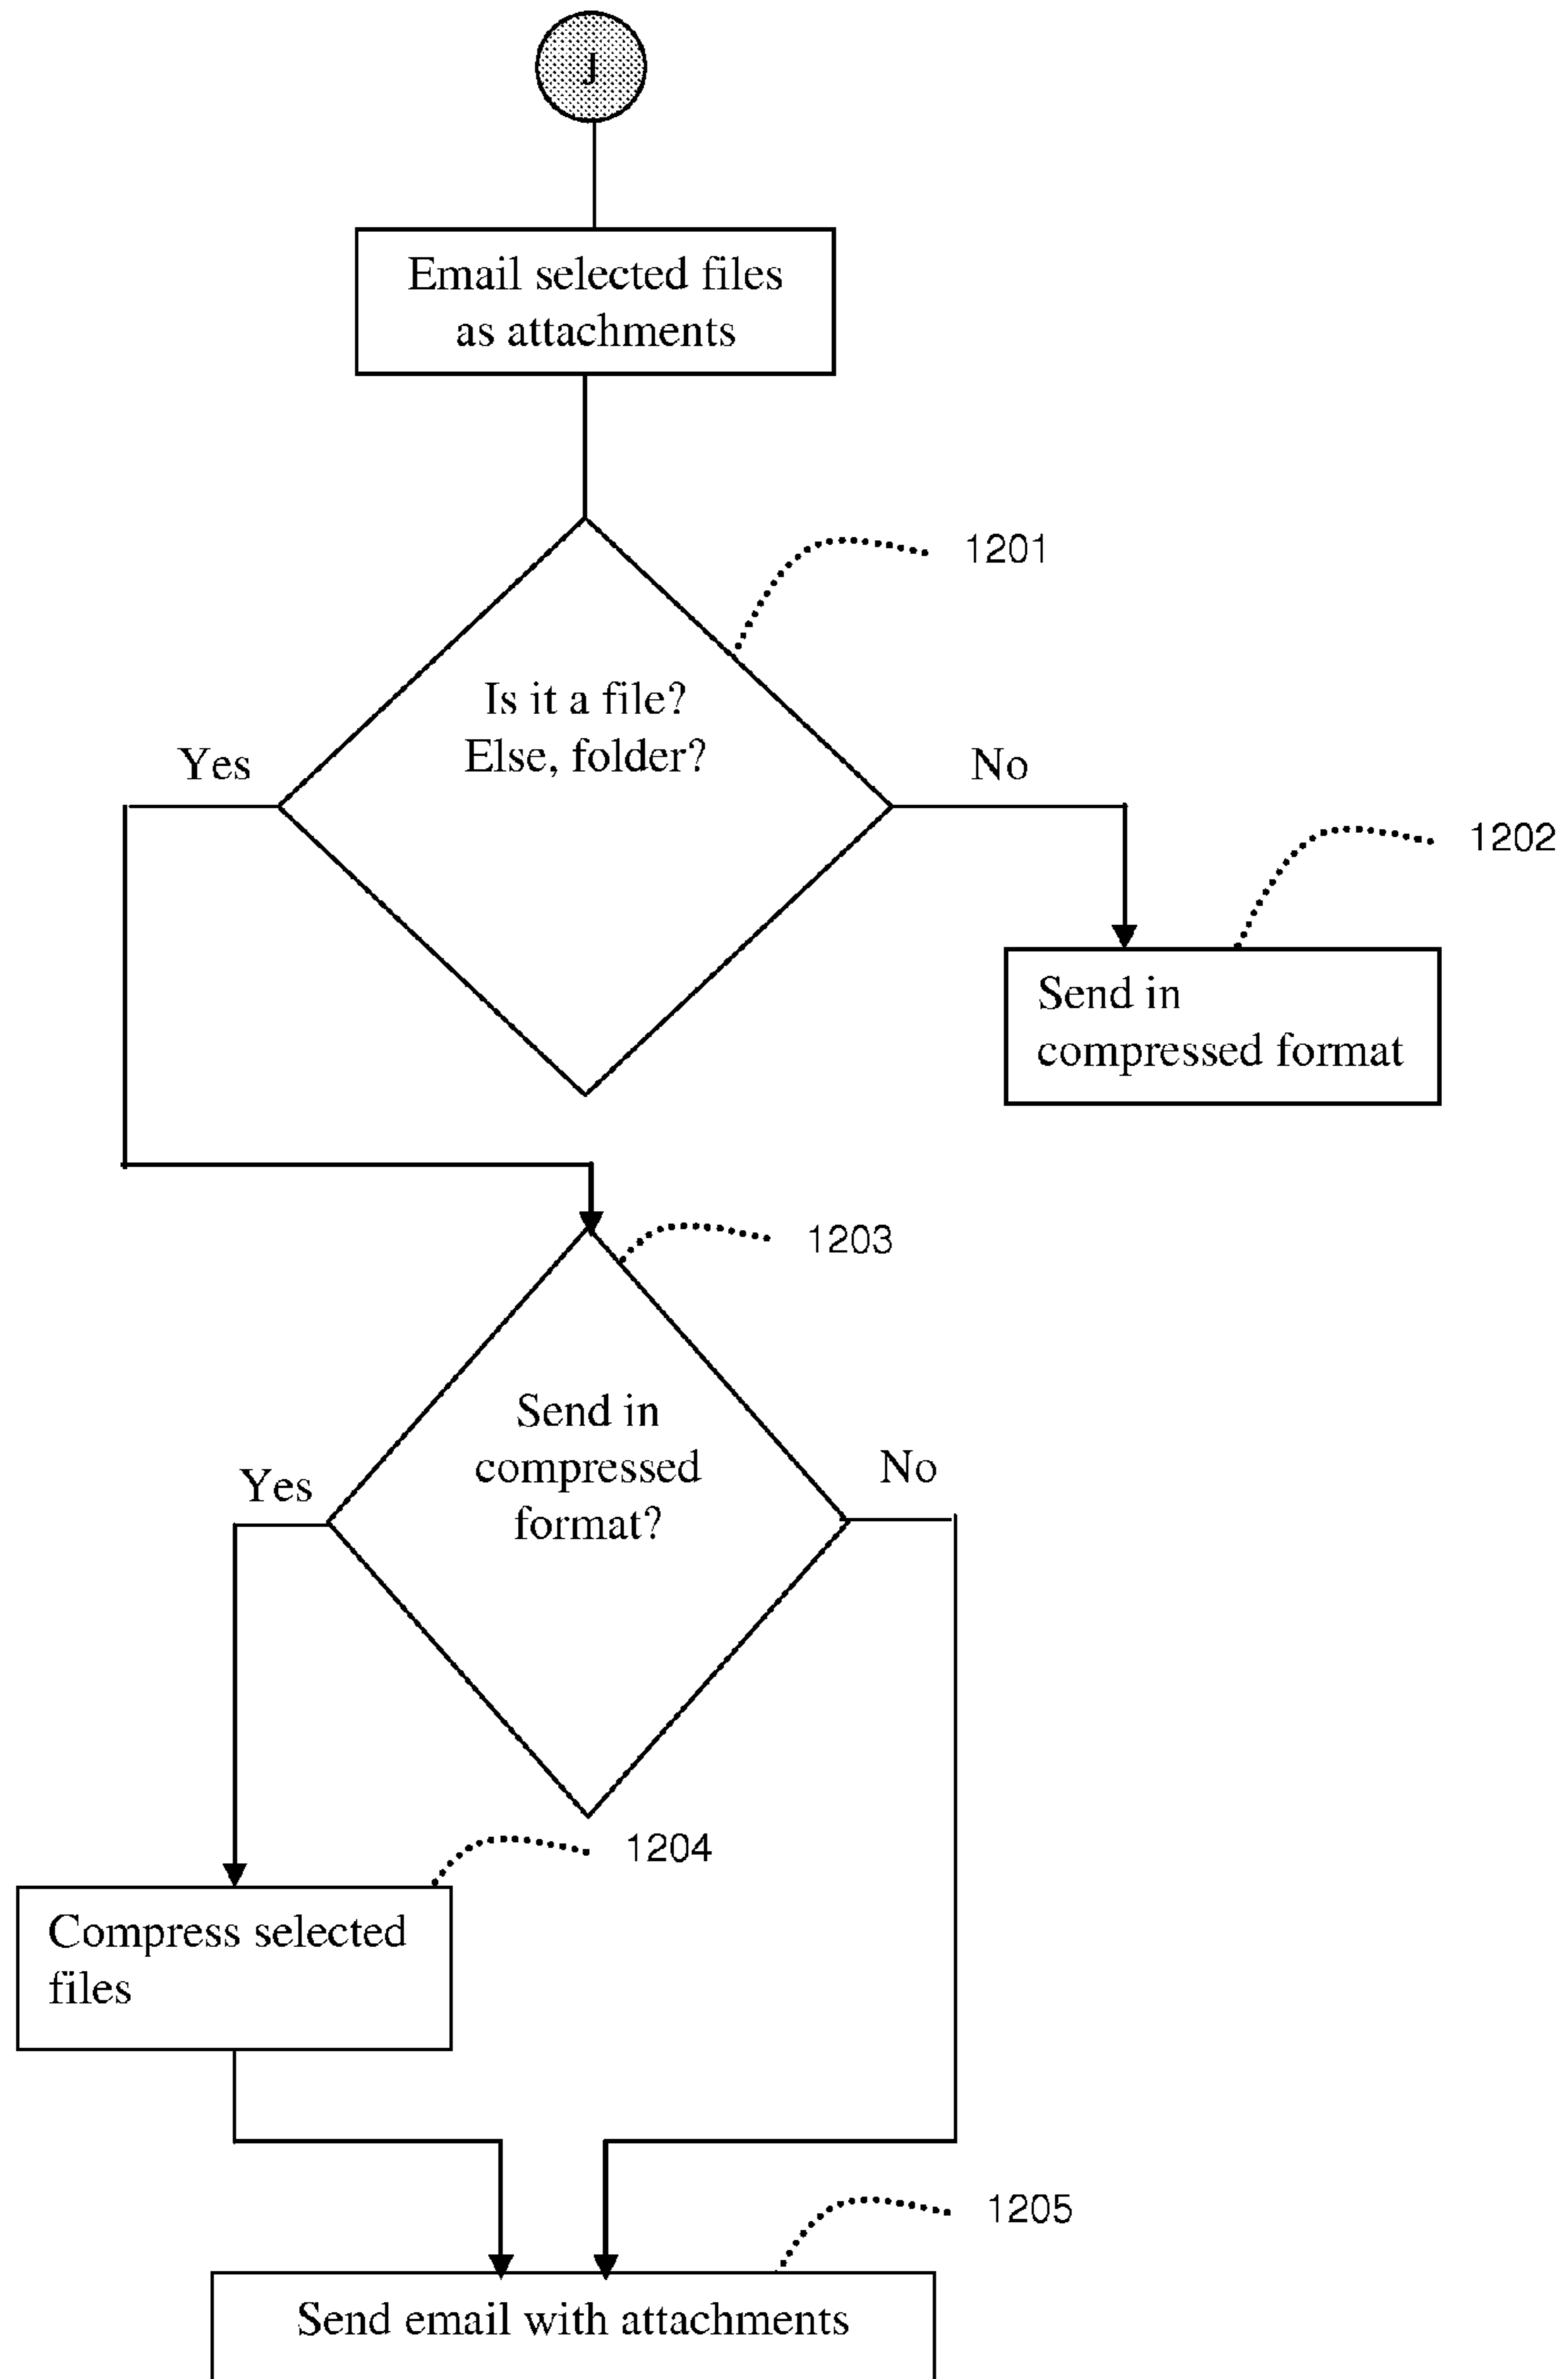 J
Email selected files
as attachments
1201
Is it a file?
Else, folder?
Yes
No
1202
Send in
compressed format
1203
Send in
compressed
format?
Yes
No
1204
Compress selected
files
1205
Send email with attachments